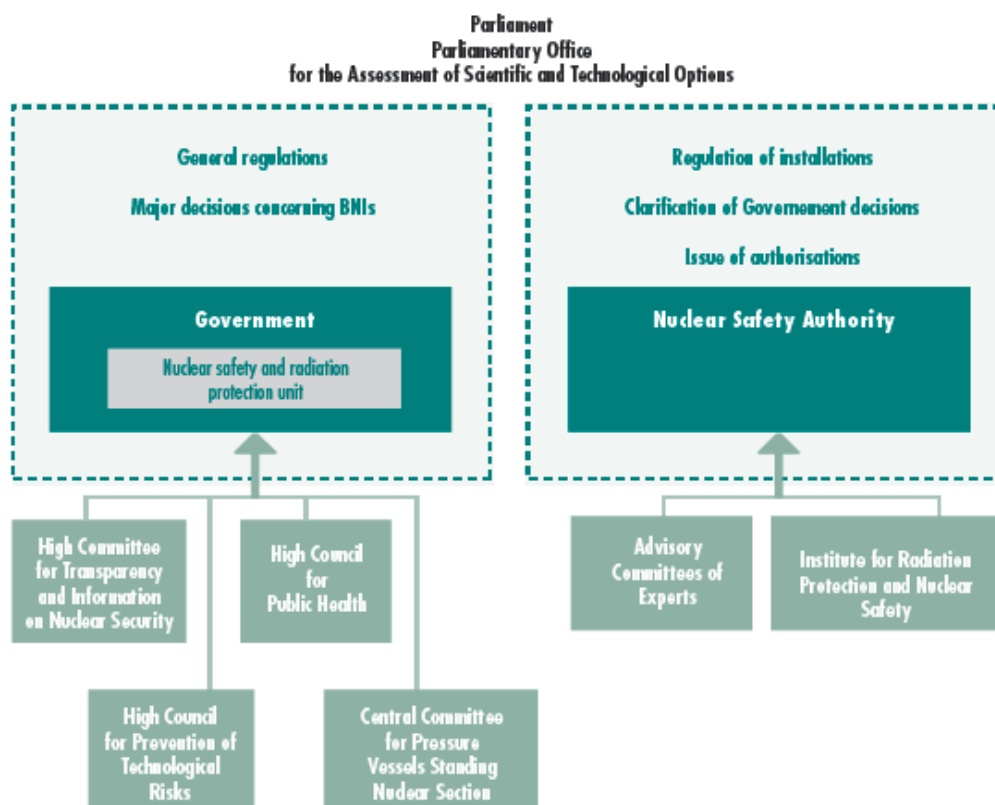 Parliament
Parliamentary Office
for the Assessment of Scientific and Technological Options
General regulations
Major decisions concerning BNIs
Government
Nuclear safety and radiation
protection unit
Regulation of installations
Clarification of Governement decisions
Issue of authorisations
Nuclear Safety Authority
High Committee
for Transparency
and Information
on Nuclear Security
High Council
for
Public Health
Advisory
Committees of
Experts
Institute for Radiation
Protection and Nuclear
Safety
High Council
for Prevention of
Technological
Risks
Central Committee
for Pressure
Vessels Standing
Nuclear Section